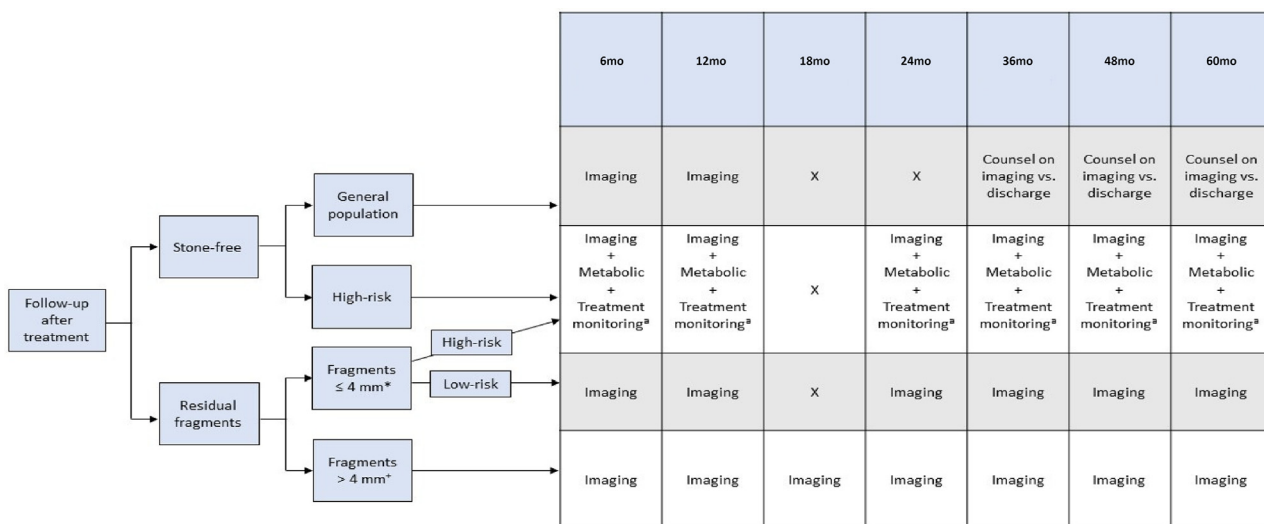 6mo 12mo 18mo 24mo 36mo 48mo 60mo
Follow-up
after
treatment
Stone-free
Residual
fragments
General
population
High-risk
Fragments
≤ 4 mm*
High-risk
Low-risk
Fragments
> 4 mm⁺
Imaging Imaging X X Counsel on Counsel on Counsel on
imaging vs. imaging vs. imaging vs.
discharge discharge discharge
Imaging Imaging Imaging Imaging Imaging Imaging
+ + + + + +
Metabolic Metabolic X Metabolic Metabolic Metabolic Metabolic
+ + + + + +
Treatment Treatment Treatment Treatment Treatment Treatment
monitoringᵃ monitoringᵃ monitoringᵃ monitoringᵃ monitoringᵃ monitoringᵃ
Imaging Imaging X Imaging Imaging Imaging Imaging
Imaging Imaging Imaging Imaging Imaging Imaging Imaging